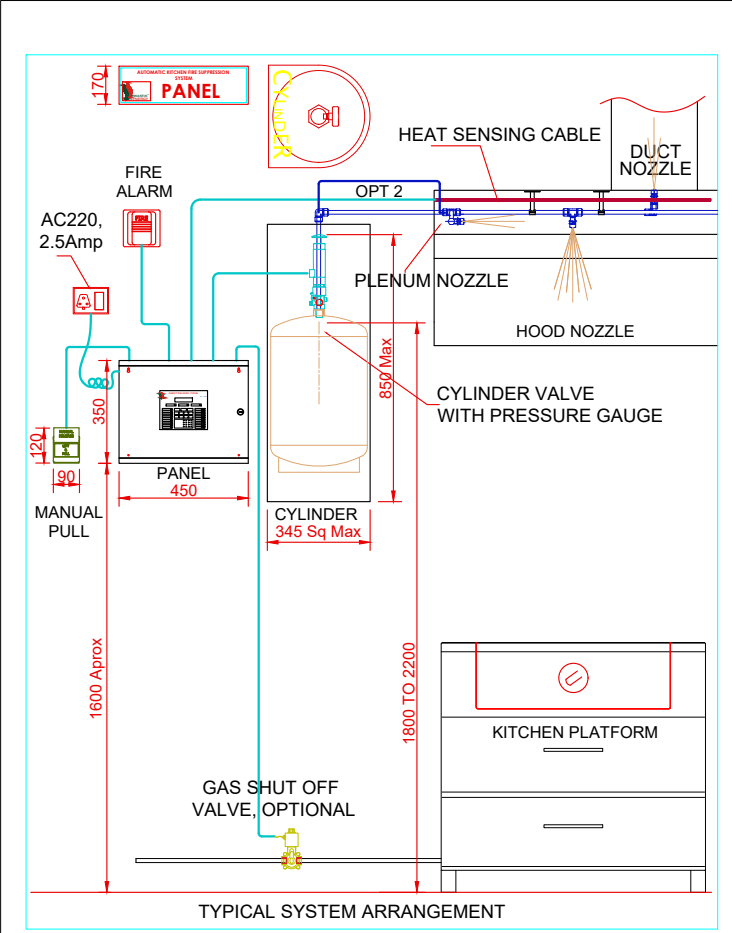 170
AUTOMATIC KITCHEN FIRE SUPPRESSION
SYSTEM
PANEL
CYLINDER
HEAT SENSING CABLE
DUCT
NOZZLE
FIRE
ALARM
OPT 2
AC220,
2.5Amp
PLENUM NOZZLE
HOOD NOZZLE
850 Max
CYLINDER VALVE
WITH PRESSURE GAUGE
350
120
90
PANEL
450
MANUAL
PULL
CYLINDER
345 Sq Max
1600 Aprox
1800 TO 2200
KITCHEN PLATFORM
GAS SHUT OFF
VALVE, OPTIONAL
TYPICAL SYSTEM ARRANGEMENT